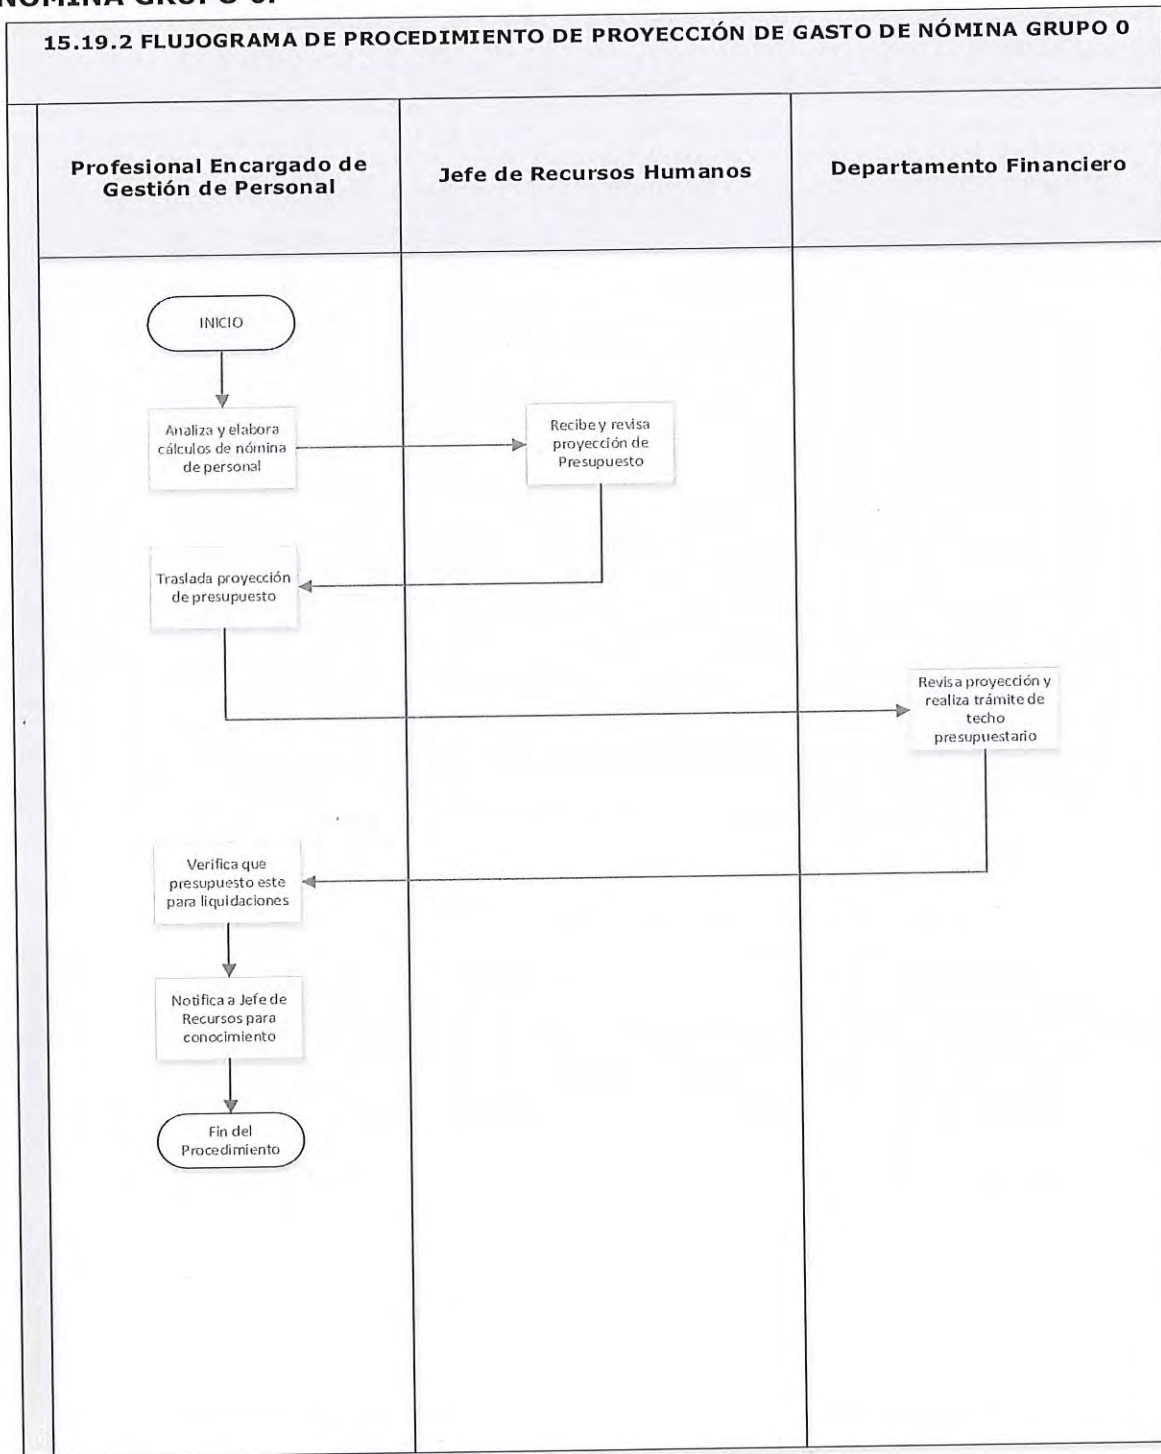 NÓMINA GRUPO 0.
15.19.2 FLUJOGRAMA DE PROCEDIMIENTO DE PROYECCIÓN DE GASTO DE NÓMINA GRUPO 0
Profesional Encargado de
Gestión de Personal
Jefe de Recursos Humanos
Departamento Financiero
INICIO
Analiza y elabora
cálculos de nómina
de personal
Recibe y revisa
proyección de
Presupuesto
Traslada proyección
de presupuesto
Revisa proyección y
realiza trámite de
techo
presupuestario
Verifica que
presupuesto este
para liquidaciones
Notifica a Jefe de
Recursos para
conocimiento
Fin del
Procedimiento